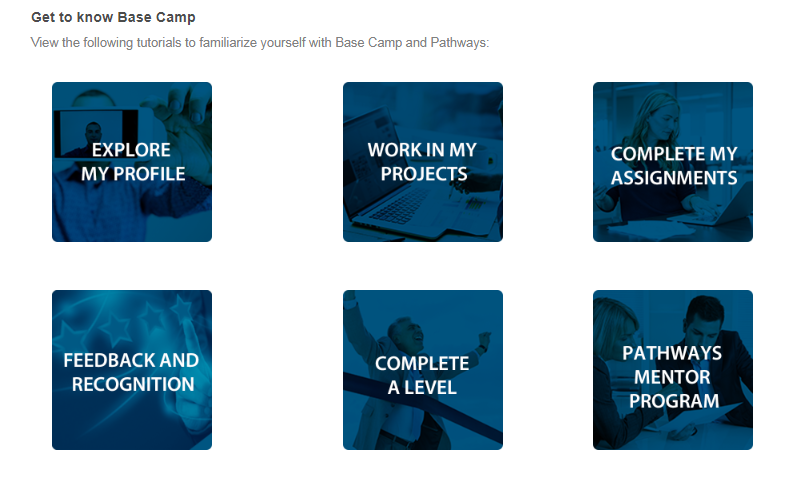 Get to know Base Camp
View the following tutorials to familiarize yourself with Base Camp and Pathways:
EXPLORE
MY PROFILE
WORK IN MY
PROJECTS
COMPLETE MY
ASSIGNMENTS
FEEDBACK AND
RECOGNITION
COMPLETE
A LEVEL
PATHWAYS
MENTOR
PROGRAM